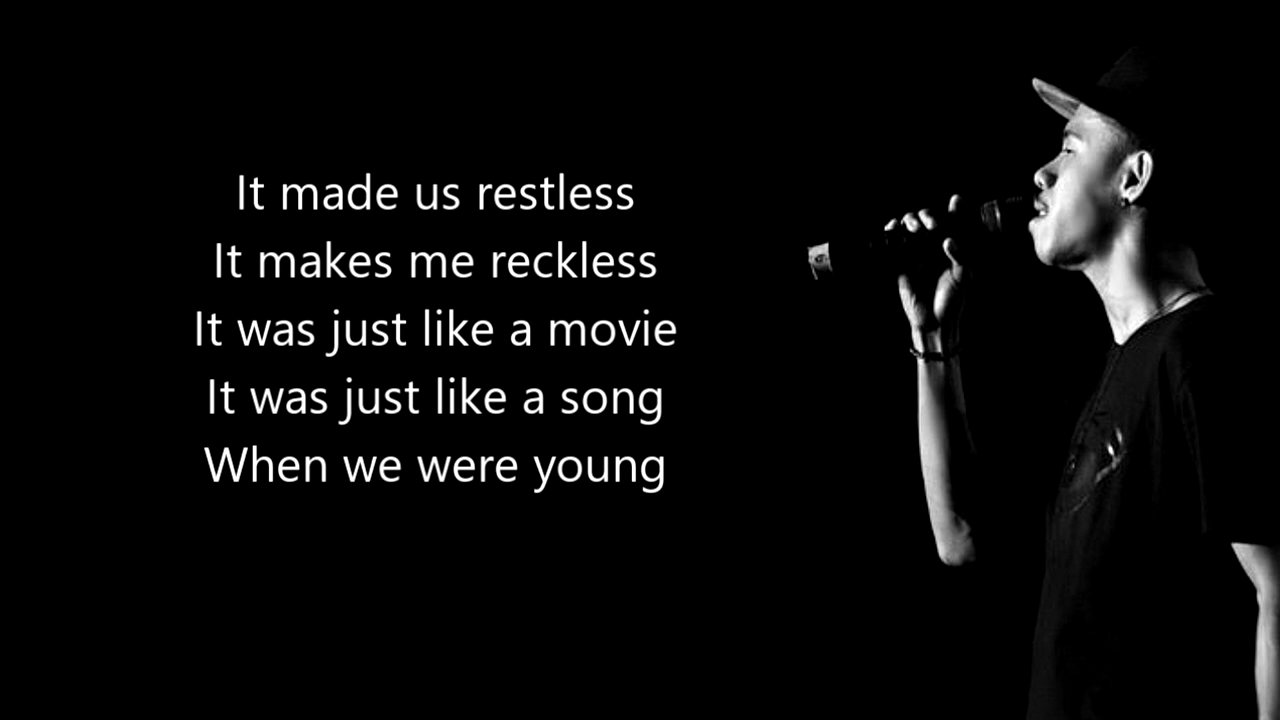 It made us restless
It makes me reckless
It was just like a movie
It was just like a song
When we were young